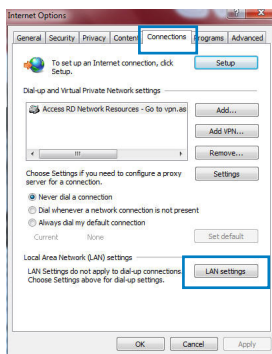 Internet Options
General Security Privacy Content Connections Programs Advanced
To set up an Internet connection, click Setup.
Setup
Dial-up and Virtual Private Network settings
Access RD Network Resources - Go to vpn.as
Add...
Add VPN...
Remove...
Choose Settings if you need to configure a proxy server for a connection.
Settings
Never dial a connection
Dial whenever a network connection is not present
Always dial my default connection
Current None
Set default
Local Area Network (LAN) settings
LAN Settings do not apply to dial-up connections. Choose Settings above for dial-up settings.
LAN settings
OK Cancel Apply